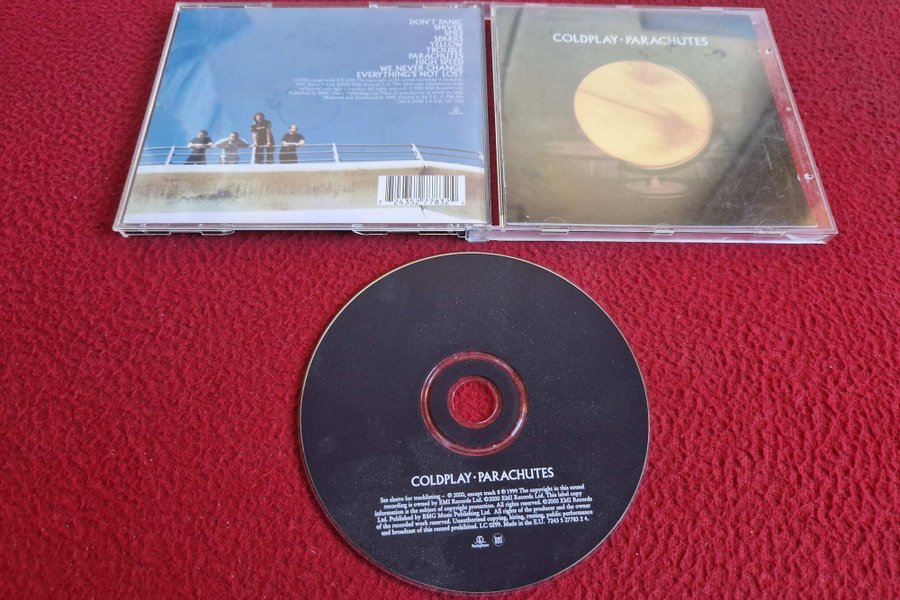 DON'T PANIC
SHIVER
SPIES
SPARKS
YELLOW
TROUBLE
PARACHUTES
HIGH SPEED
WE NEVER CHANGE
EVERYTHING'S NOT LOST
COLDPLAY·PARACHUTES
COLDPLAY·PARACHUTES
See sleeve for tracklisting – ℗ 2000, except track 8 ℗ 1999 The copyright in this sound
recording is owned by EMI Records Ltd. ©2000 EMI Records Ltd. This label copy
information is the subject of copyright protection. All rights reserved. ©2000 EMI Records
Ltd. Published by BMG Music Publishing Ltd. All rights of the producer and the owner
of the recorded work reserved. Unauthorised copying, hiring, renting, public performance
and broadcast of this record prohibited. LC 0299. Made in the E.U. 7243 5 27783 2 4.
Parlophone